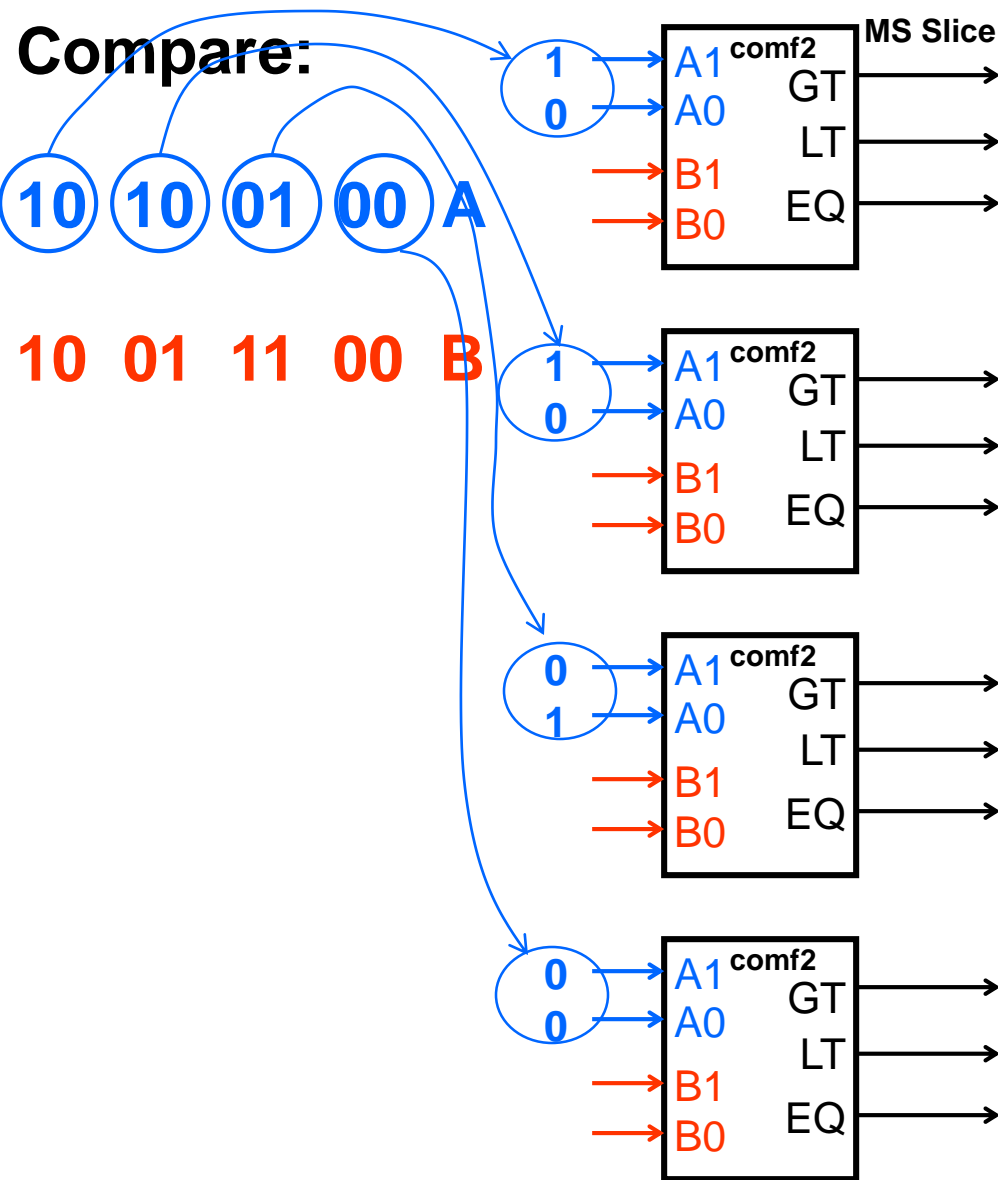 Compare:
10 10 01 00 A
10 01 11 00 B
MS Slice
1
0
A1 comf2
GT
A0
LT
B1
EQ
B0
1
0
A1 comf2
GT
A0
LT
B1
EQ
B0
0
1
A1 comf2
GT
A0
LT
B1
EQ
B0
0
0
A1 comf2
GT
A0
LT
B1
EQ
B0